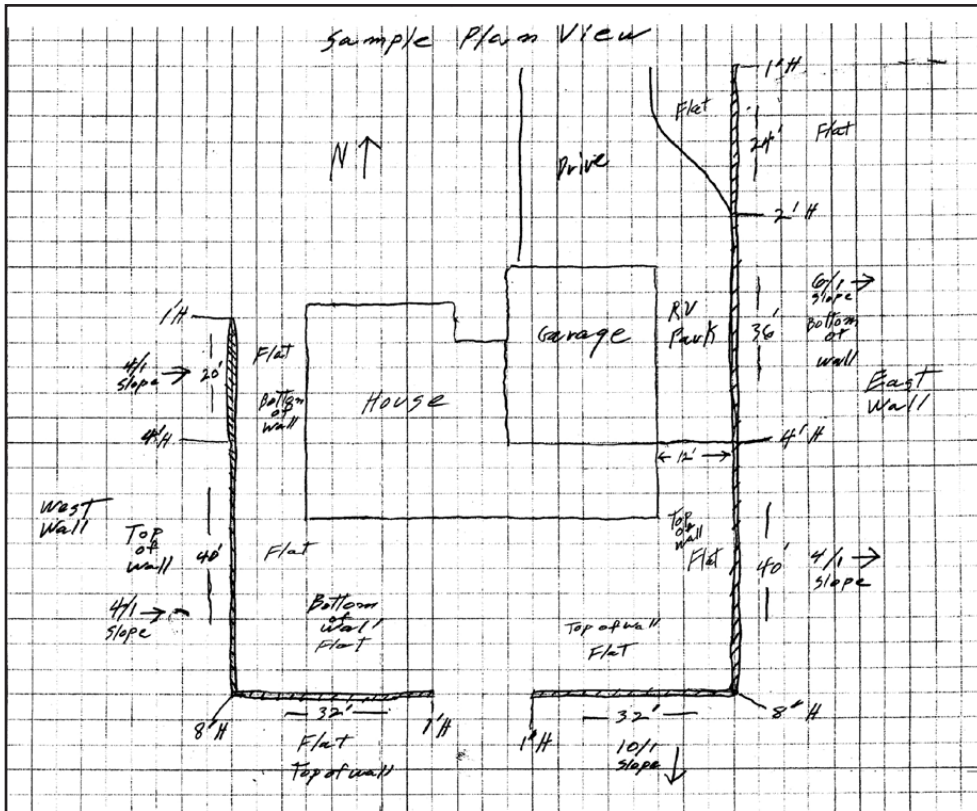 Sample Plan View
1'H
Flat
24'
Flat
N
Drive
2'H
6/1
slope
36'
Bottom
of
wall
RV
Park
Garage
1'H
4/1
slope
20'
Flat
Bottom
of
wall
House
East
Wall
4'H
12'
4'H
West
Wall
Top
of
wall
40'
Flat
Top
of
wall
Flat
40'
4/1
slope
4/1
slope
Bottom
of
Wall
Flat
Top of wall
Flat
8'H
32'
1'H
1'H
32'
8'H
Flat
Top of wall
10/1
slope